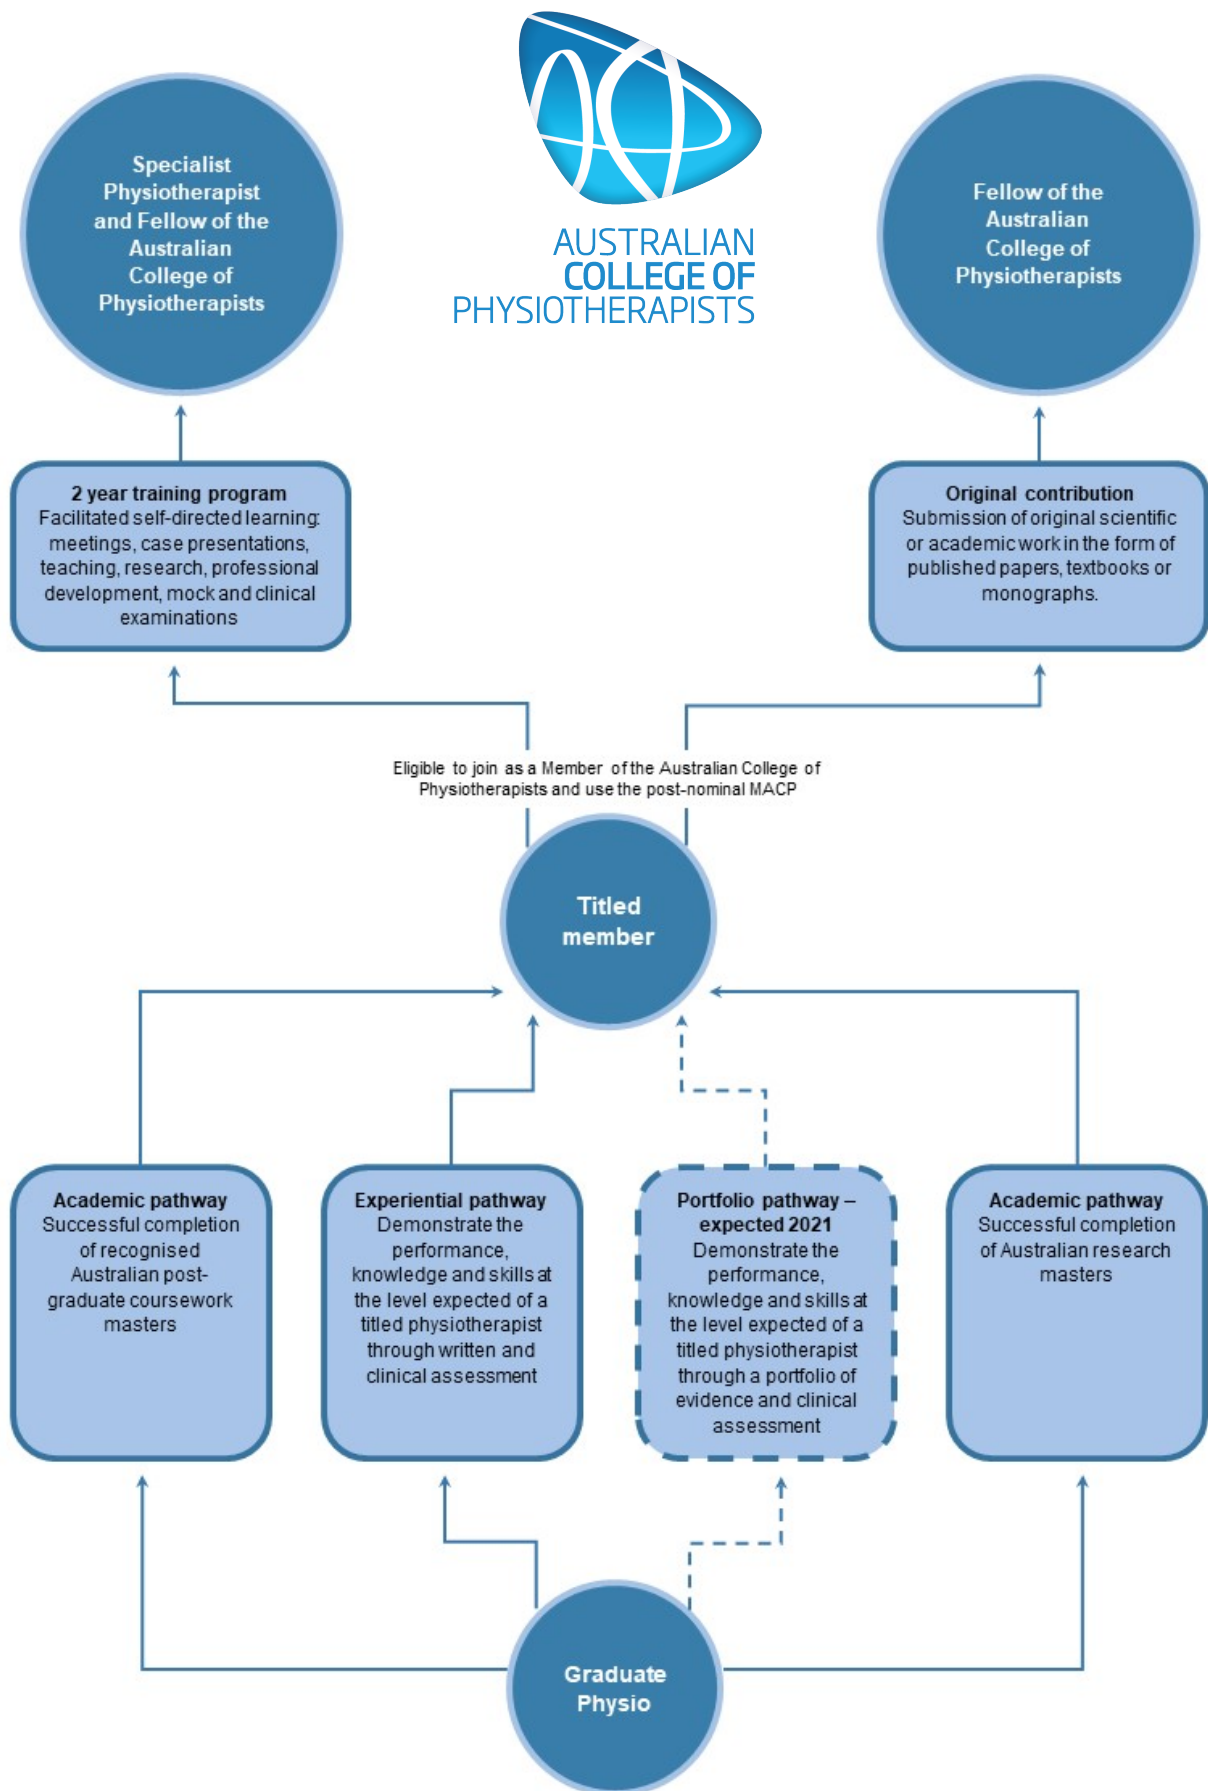 AUSTRALIAN
COLLEGE OF
PHYSIOTHERAPISTS
Specialist
Physiotherapist
and Fellow of the
Australian
College of
Physiotherapists
Fellow of the
Australian
College of
Physiotherapists
2 year training program
Facilitated self-directed learning:
meetings, case presentations,
teaching, research, professional
development, mock and clinical
examinations
Original contribution
Submission of original scientific
or academic work in the form of
published papers, textbooks or
monographs.
Eligible to join as a Member of the Australian College of
Physiotherapists and use the post-nominal MACP
Titled
member
Academic pathway
Successful completion
of recognised
Australian post-
graduate coursework
masters
Experiential pathway
Demonstrate the
performance,
knowledge and skills at
the level expected of a
titled physiotherapist
through written and
clinical assessment
Portfolio pathway –
expected 2021
Demonstrate the
performance,
knowledge and skills at
the level expected of a
titled physiotherapist
through a portfolio of
evidence and clinical
assessment
Academic pathway
Successful completion
of Australian research
masters
Graduate
Physio